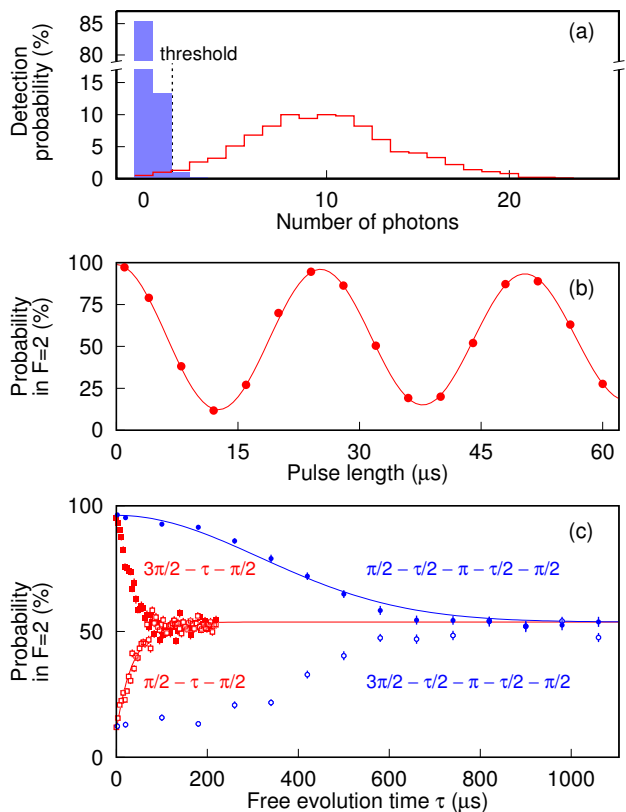 (a)
threshold
Detection
probability (%)
85
80
15
10
5
0
0 10 20
Number of photons
(b)
Probability
in F=2 (%)
100
75
50
25
0
0 15 30 45 60
Pulse length (μs)
(c)
Probability
in F=2 (%)
100
50
0
3π/2 − τ − π/2
π/2 − τ/2 − π − τ/2 − π/2
π/2 − τ − π/2
3π/2 − τ/2 − π − τ/2 − π/2
0 200 400 600 800 1000
Free evolution time τ (μs)